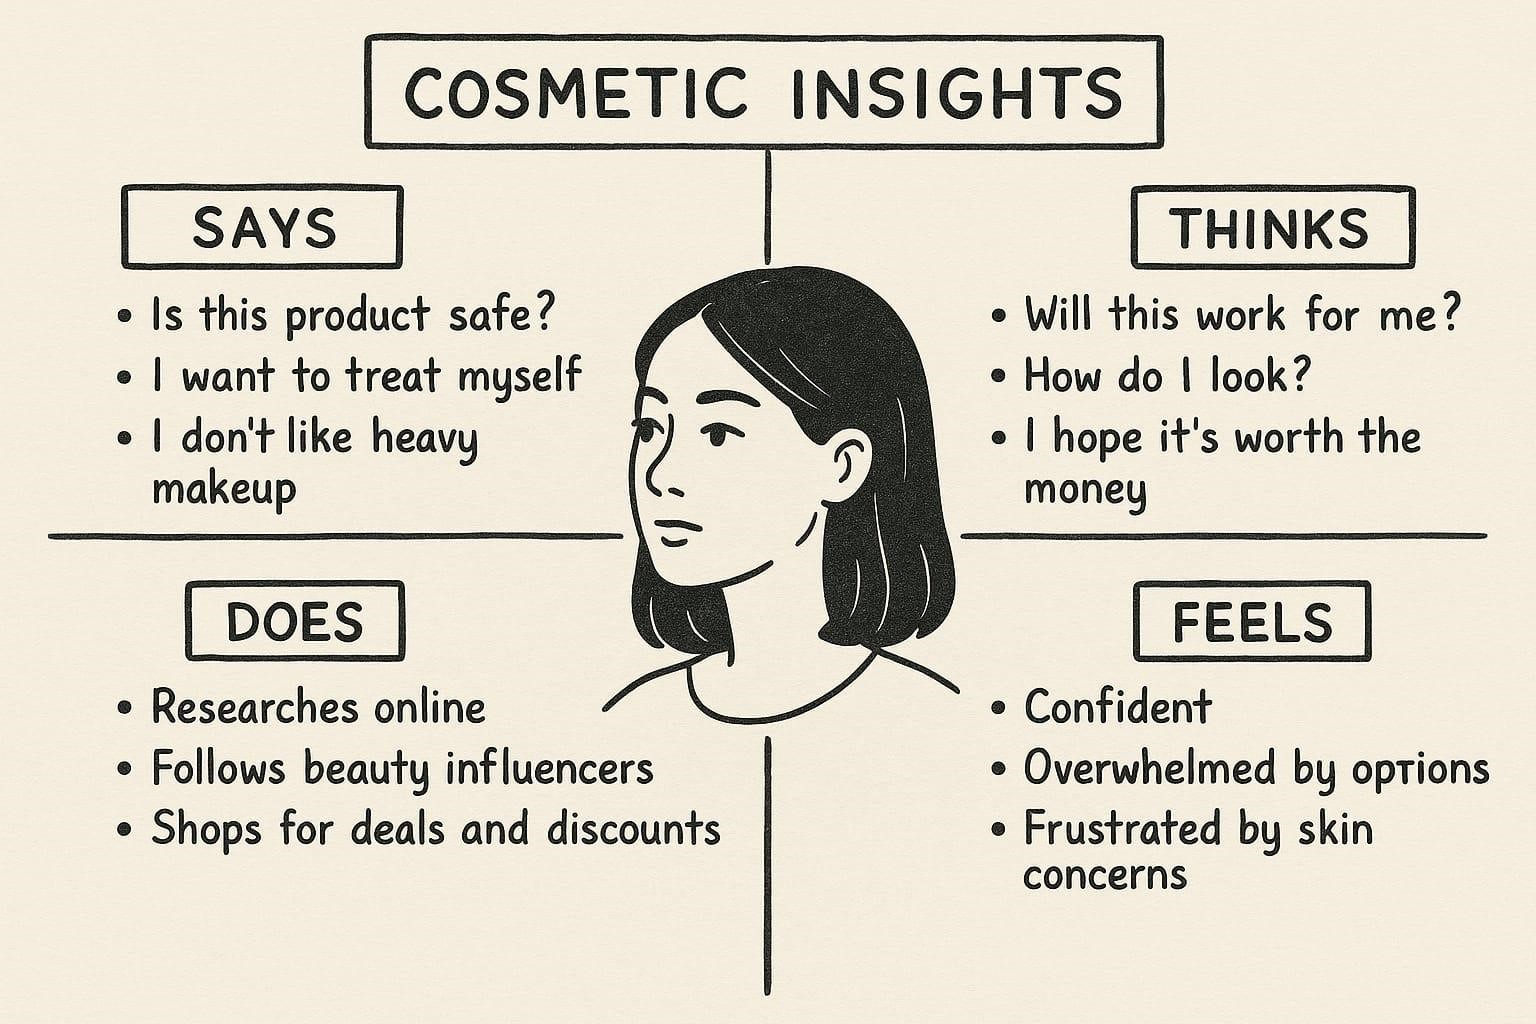 COSMETIC INSIGHTS
SAYS
• Is this product safe?
• I want to treat myself
• I don't like heavy
makeup
THINKS
• Will this work for me?
• How do I look?
• I hope it's worth the
money
DOES
• Researches online
• Follows beauty influencers
• Shops for deals and discounts
FEELS
• Confident
• Overwhelmed by options
• Frustrated by skin
concerns